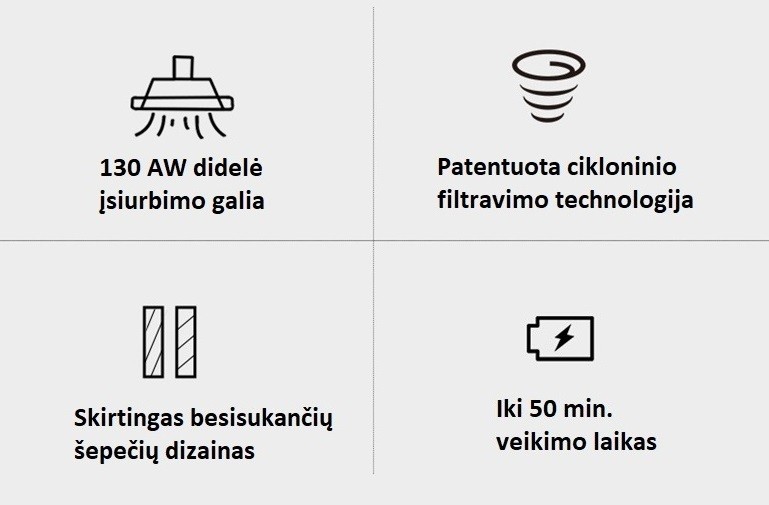 130 AW didelė
įsiurbimo galia
Patentuota cikloninio
filtravimo technologija
Skirtingas besisukančių
šepečių dizainas
Iki 50 min.
veikimo laikas